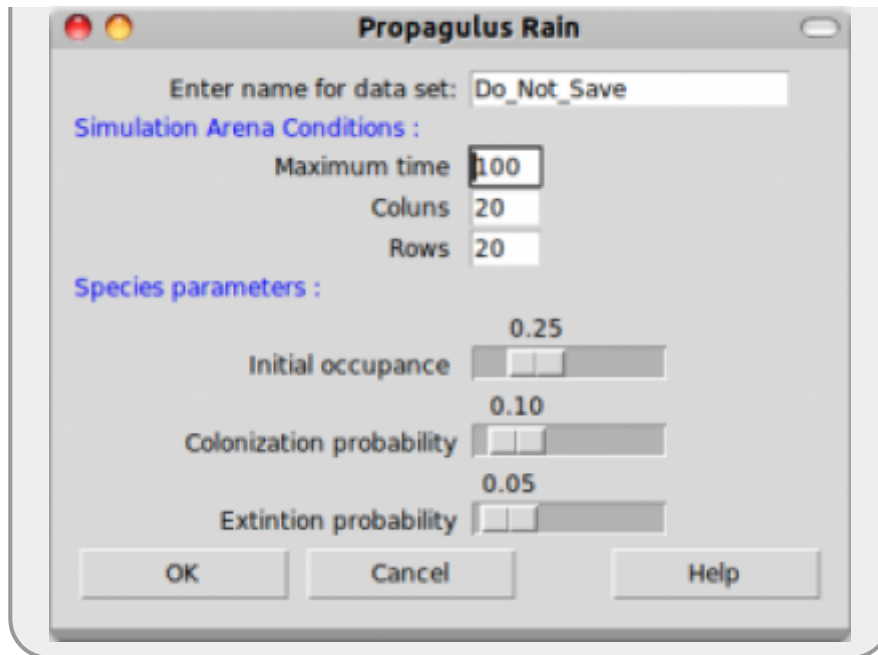 Propagulus Rain
Enter name for data set: Do_Not_Save
Simulation Arena Conditions :
Maximum time 100
Coluns 20
Rows 20
Species parameters :
0.25
Initial occupance
0.10
Colonization probability
0.05
Extintion probability
OK Cancel Help